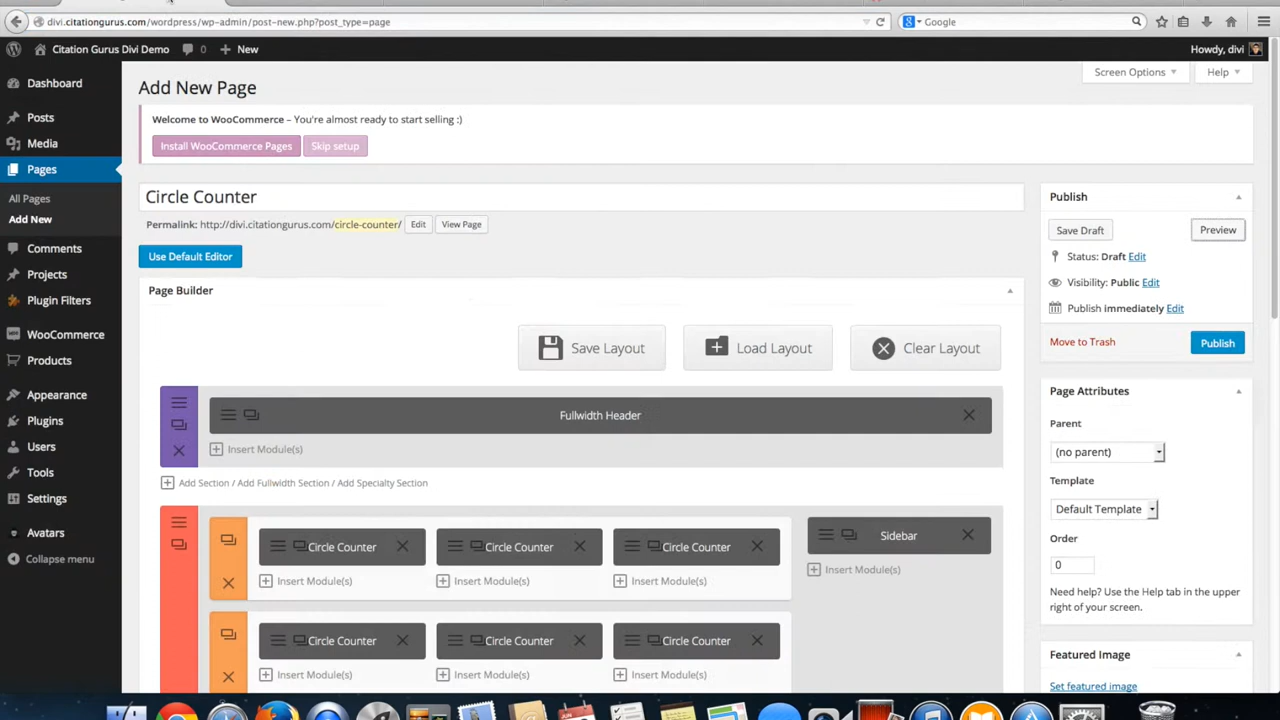 divi.citationgurus.com/wordpress/wp-admin/post-new.php?post_type=page
Google
Citation Gurus Divi Demo 0 New
Howdy, divi
Dashboard
Posts
Media
Pages
All Pages
Add New
Comments
Projects
Plugin Filters
WooCommerce
Products
Appearance
Plugins
Users
Tools
Settings
Avatars
Collapse menu
Screen Options
Help
Add New Page
Welcome to WooCommerce – You're almost ready to start selling :)
Install WooCommerce Pages
Skip setup
Circle Counter
Permalink: http://divi.citationgurus.com/circle-counter/ Edit View Page
Use Default Editor
Page Builder
Save Layout
Load Layout
Clear Layout
Fullwidth Header
Insert Module(s)
Add Section / Add Fullwidth Section / Add Specialty Section
Circle Counter
Circle Counter
Circle Counter
Sidebar
Insert Module(s)
Insert Module(s)
Insert Module(s)
Insert Module(s)
Circle Counter
Circle Counter
Circle Counter
Insert Module(s)
Insert Module(s)
Insert Module(s)
Publish
Save Draft
Preview
Status: Draft Edit
Visibility: Public Edit
Publish immediately Edit
Move to Trash
Publish
Page Attributes
Parent
(no parent)
Template
Default Template
Order
0
Need help? Use the Help tab in the upper
right of your screen.
Featured Image
Set featured image